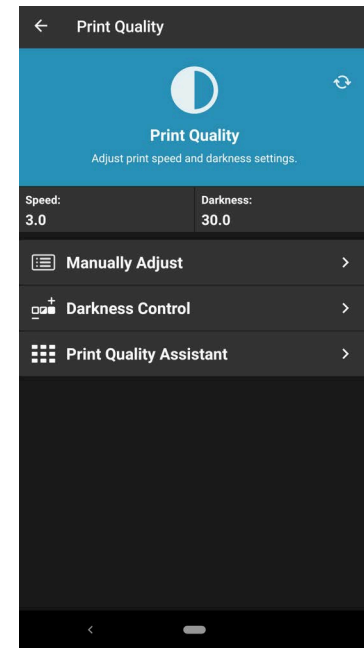 Print Quality
Print Quality
Adjust print speed and darkness settings.
Speed:
3.0
Darkness:
30.0
Manually Adjust
Darkness Control
Print Quality Assistant